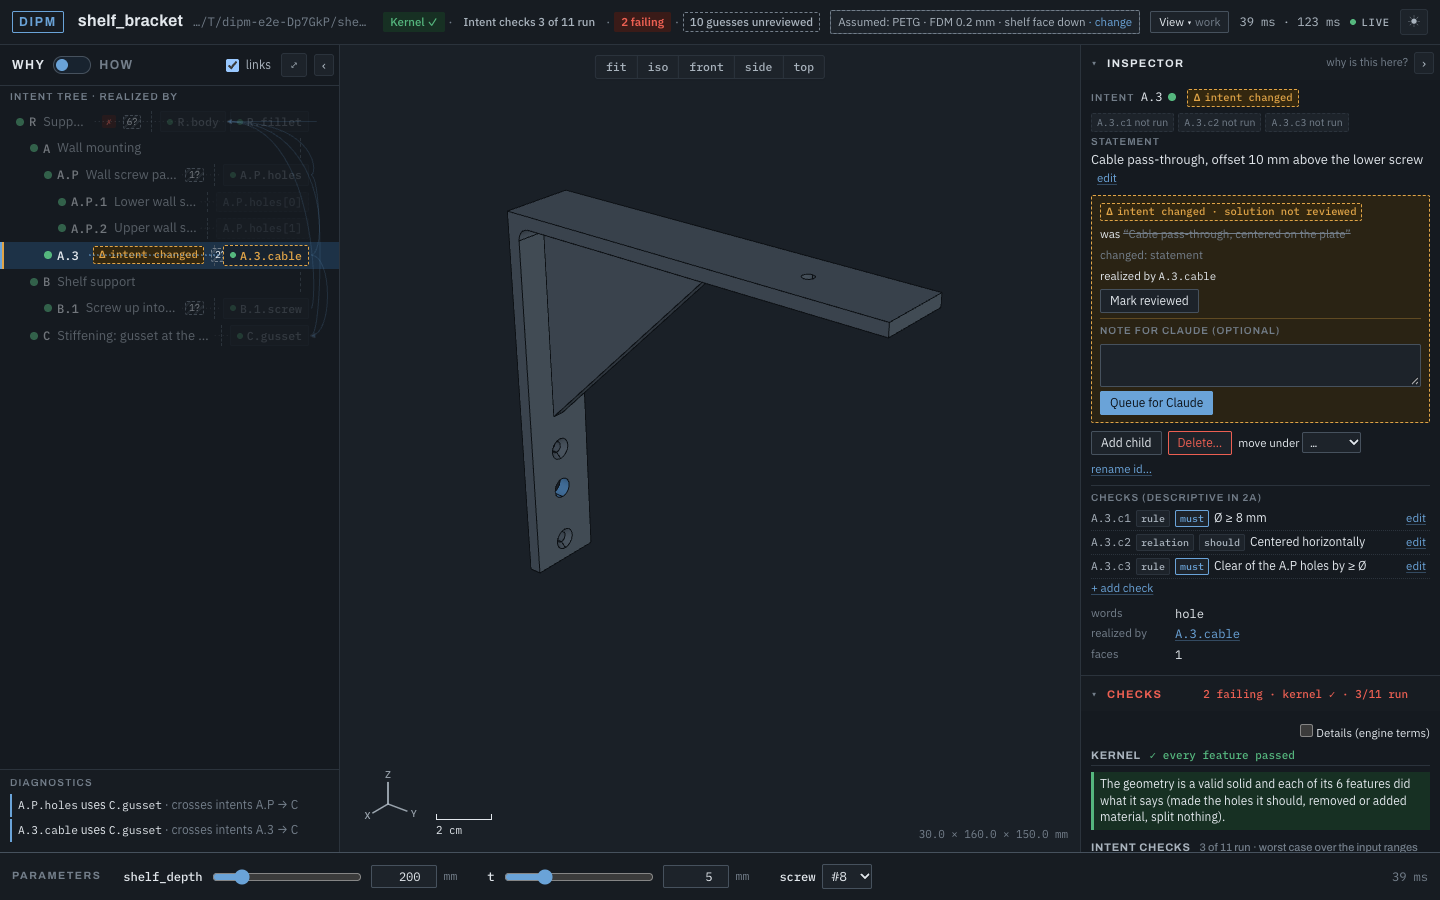 DIPM shelf_bracket …/T/dipm-e2e-Dp7GkP/she… Kernel ✓ · Intent checks 3 of 11 run · 2 failing · 10 guesses unreviewed Assumed: PETG · FDM 0.2 mm · shelf face down · change View • work 39 ms · 123 ms LIVE
WHY HOW links
INTENT TREE · REALIZED BY
R Supp… 6? R.body R.fillet
A Wall mounting
A.P Wall screw pa… 1? A.P.holes
A.P.1 Lower wall s… A.P.holes[0]
A.P.2 Upper wall s… A.P.holes[1]
A.3 Δ intent changed 2 A.3.cable
B Shelf support
B.1 Screw up into… 1? B.1.screw
C Stiffening: gusset at the … C.gusset
DIAGNOSTICS
A.P.holes uses C.gusset · crosses intents A.P → C
A.3.cable uses C.gusset · crosses intents A.3 → C
fit iso front side top
Z
X
Y
2 cm
30.0 × 160.0 × 150.0 mm
INSPECTOR why is this here?
INTENT A.3 Δ intent changed
A.3.c1 not run A.3.c2 not run A.3.c3 not run
STATEMENT
Cable pass-through, offset 10 mm above the lower screw
edit
Δ intent changed · solution not reviewed
was "Cable pass-through, centered on the plate"
changed: statement
realized by A.3.cable
Mark reviewed
NOTE FOR CLAUDE (OPTIONAL)
Queue for Claude
Add child Delete… move under …
rename id…
CHECKS (DESCRIPTIVE IN 2A)
A.3.c1 rule must Ø ≥ 8 mm edit
A.3.c2 relation should Centered horizontally edit
A.3.c3 rule must Clear of the A.P holes by ≥ Ø edit
+ add check
words hole
realized by A.3.cable
faces 1
CHECKS 2 failing · kernel ✓ · 3/11 run
Details (engine terms)
KERNEL ✓ every feature passed
The geometry is a valid solid and each of its 6 features did
what it says (made the holes it should, removed or added
material, split nothing).
INTENT CHECKS 3 of 11 run · worst case over the input ranges
PARAMETERS shelf_depth 200 mm t 5 mm screw #8 39 ms